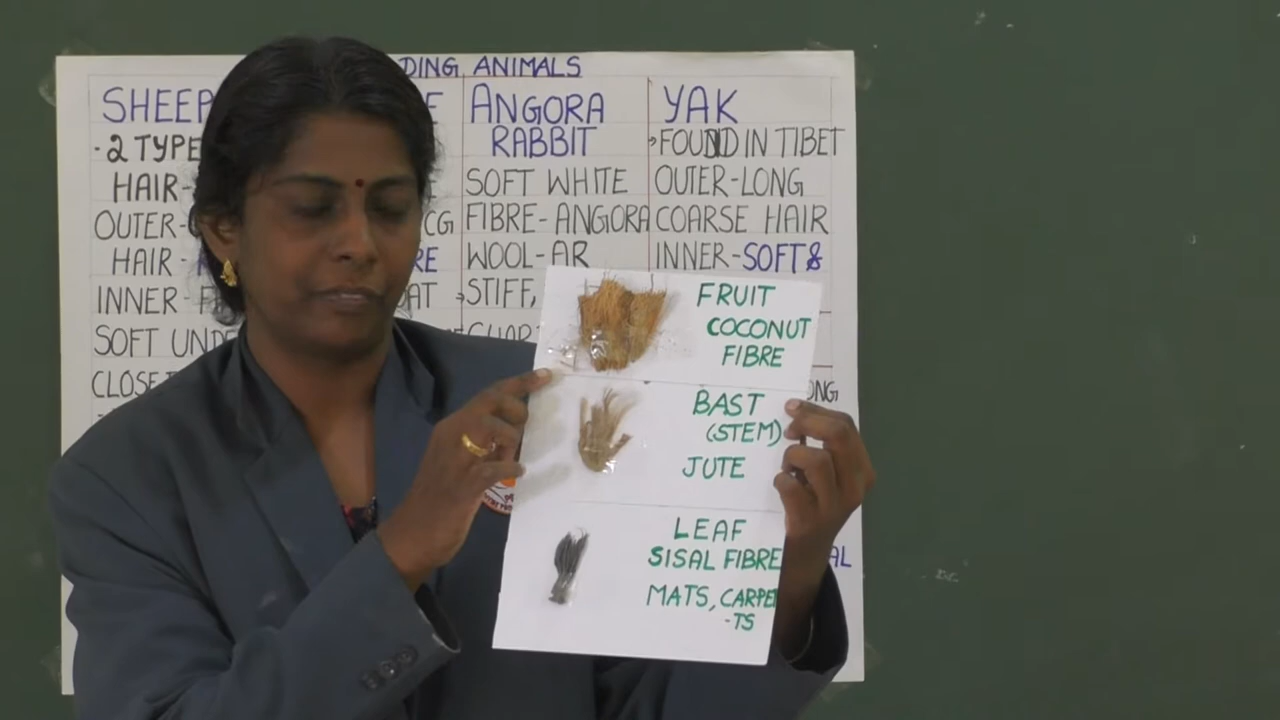 DING ANIMALS
SHEEP
ANGORA
RABBIT
YAK
- 2 TYPE
FOUND IN TIBET
HAIR-
SOFT WHITE
OUTER-LONG
OUTER-
FIBRE- ANGORA
COARSE HAIR
HAIR -
WOOL-AR
INNER-SOFT &
INNER-
STIFF,
SOFT UND
CLOSE
FRUIT
COCONUT
FIBRE
BAST
(STEM)
JUTE
LEAF
SISAL FIBRE
MATS, CARPE
-TS
AL